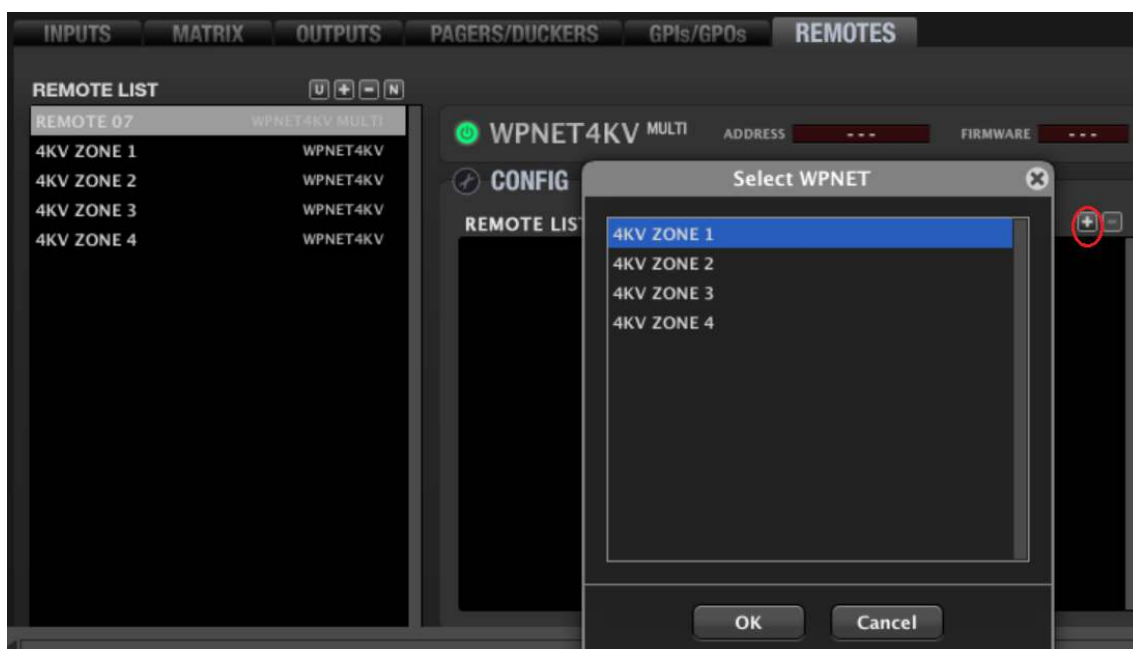 INPUTS MATRIX OUTPUTS PAGERS/DUCKERS GPIs/GPOs REMOTES
REMOTE LIST U + - N
REMOTE 07 WPNET4KV MULTI
4KV ZONE 1 WPNET4KV
4KV ZONE 2 WPNET4KV
4KV ZONE 3 WPNET4KV
4KV ZONE 4 WPNET4KV
WPNET4KV MULTI ADDRESS --- FIRMWARE ---
CONFIG
REMOTE LIS
+ -
Select WPNET
4KV ZONE 1
4KV ZONE 2
4KV ZONE 3
4KV ZONE 4
OK Cancel